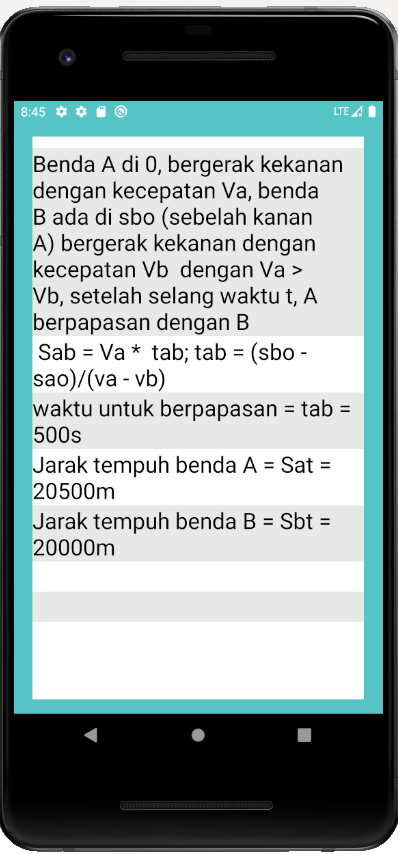 8:45
LTE
Benda A di 0, bergerak kekanan
dengan kecepatan Va, benda
B ada di sbo (sebelah kanan
A) bergerak kekanan dengan
kecepatan Vb  dengan Va >
Vb, setelah selang waktu t, A
berpapasan dengan B
Sab = Va *  tab; tab = (sbo -
sao)/(va - vb)
waktu untuk berpapasan = tab =
500s
Jarak tempuh benda A = Sat =
20500m
Jarak tempuh benda B = Sbt =
20000m